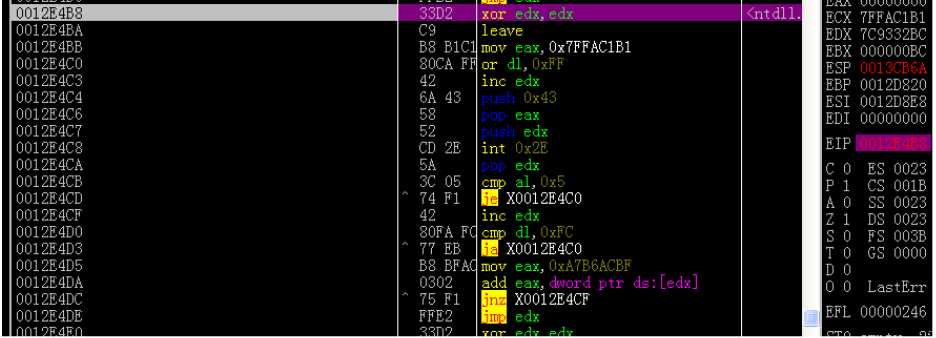 0012E4B8 33D2 xor edx,edx <ntdll.
0012E4BA C9 leave
0012E4BB B8 B1C1 mov eax,0x7FFAC1B1
0012E4C0 80CA FF or dl,0xFF
0012E4C3 42 inc edx
0012E4C4 6A 43 push 0x43
0012E4C6 58 pop eax
0012E4C7 52 push edx
0012E4C8 CD 2E int 0x2E
0012E4CA 5A pop edx
0012E4CB 3C 05 cmp al,0x5
0012E4CD ^ 74 F1 je X0012E4C0
0012E4CF 42 inc edx
0012E4D0 80FA FC cmp dl,0xFC
0012E4D3 ^ 77 EB ja X0012E4C0
0012E4D5 B8 BFAC mov eax,0xA7B6ACBF
0012E4DA 0302 add eax,dword ptr ds:[edx]
0012E4DC ^ 75 F1 jnz X0012E4CF
0012E4DE FFE2 jmp edx
0012E4E0 33D2 xor edx,edx
EAX 00000000
ECX 7FFAC1B1
EDX 7C9332BC
EBX 000000BC
ESP 0013CB6A
EBP 0012D820
ESI 0012D8E8
EDI 00000000
EIP 0012E4B8
C 0 ES 0023
P 1 CS 001B
A 0 SS 0023
Z 1 DS 0023
S 0 FS 003B
T 0 GS 0000
D 0
O 0 LastErr
EFL 00000246